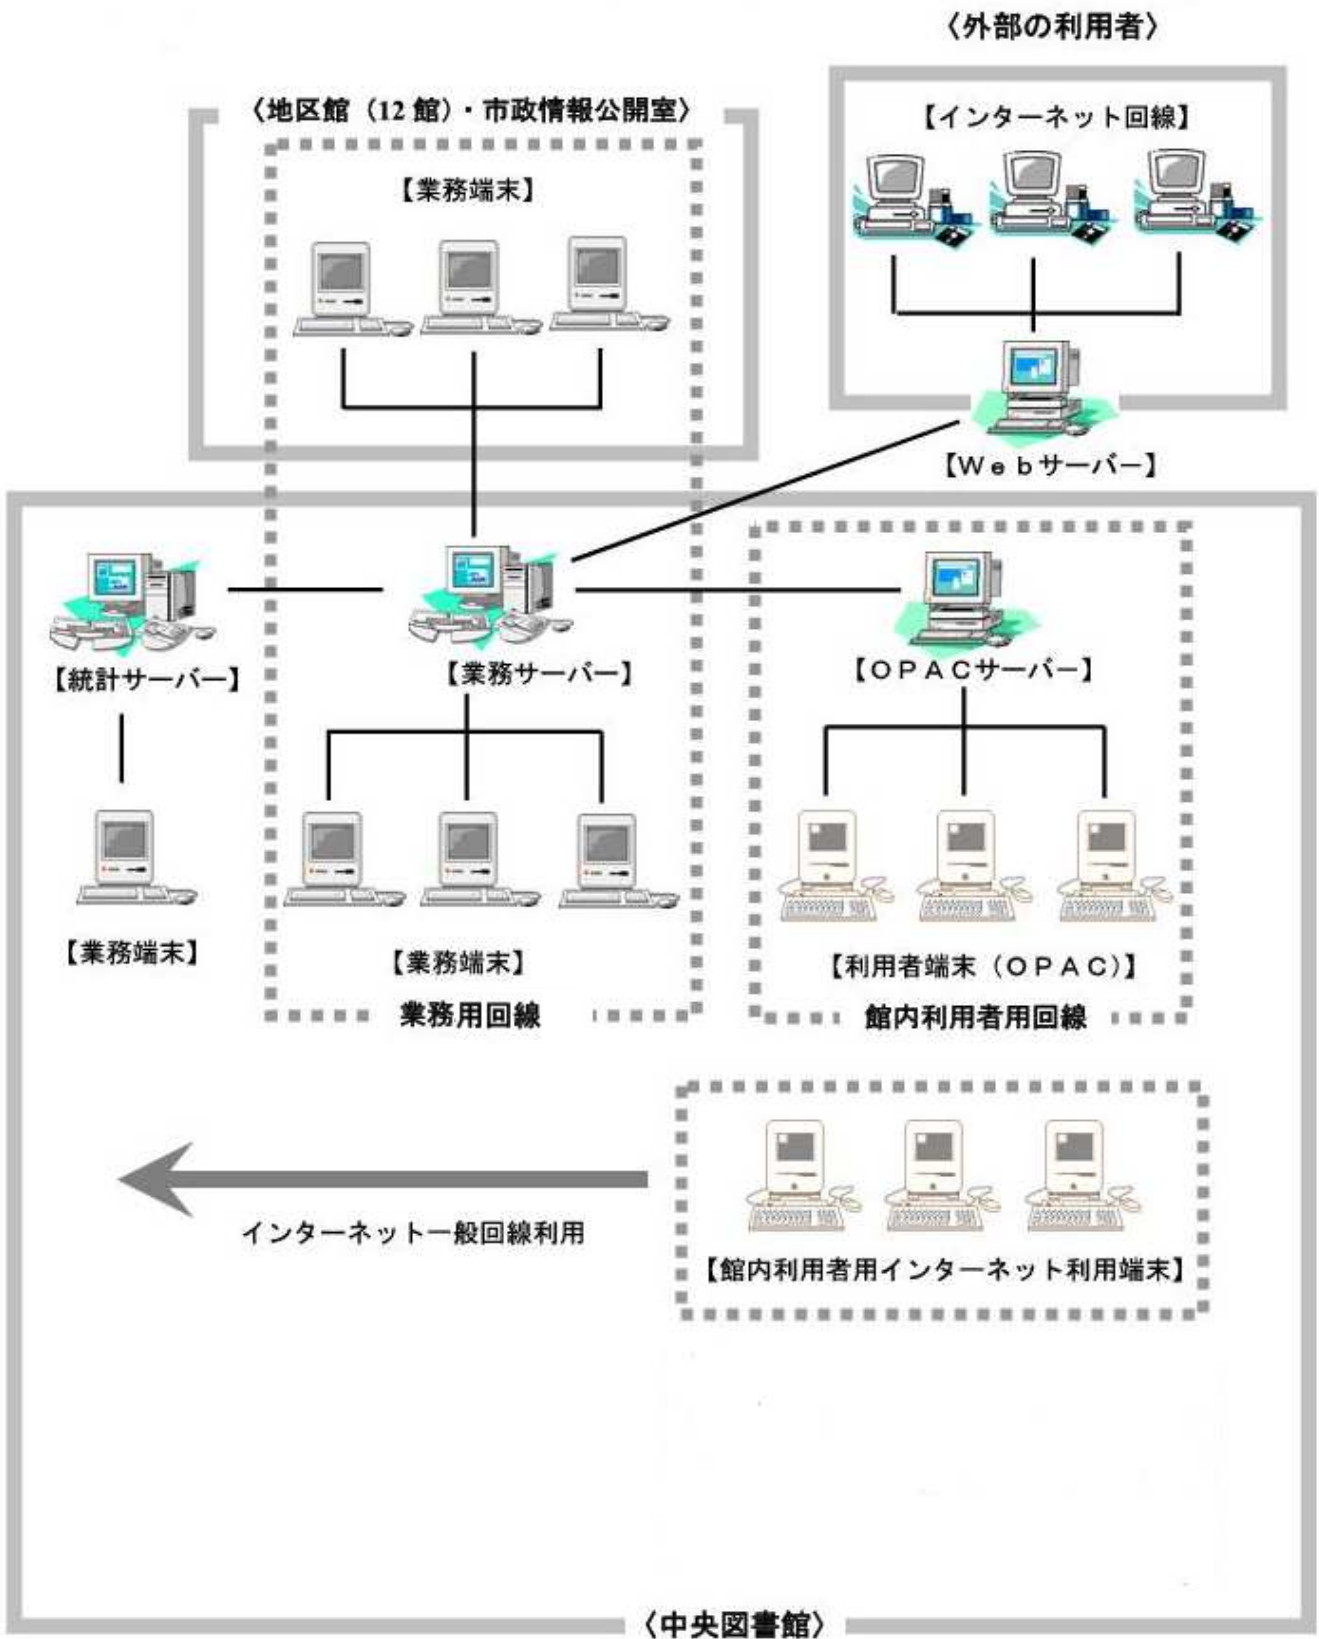 〈外部の利用者〉
〈地区館（12 館）・市政情報公開室〉
【インターネット回線】
【業務端末】
【Ｗｅｂサーバー】
【統計サーバー】
【業務サーバー】
【ＯＰＡＣサーバー】
【業務端末】
【業務端末】
【利用者端末（ＯＰＡＣ）】
業務用回線
館内利用者用回線
インターネット一般回線利用
【館内利用者用インターネット利用端末】
〈中央図書館〉